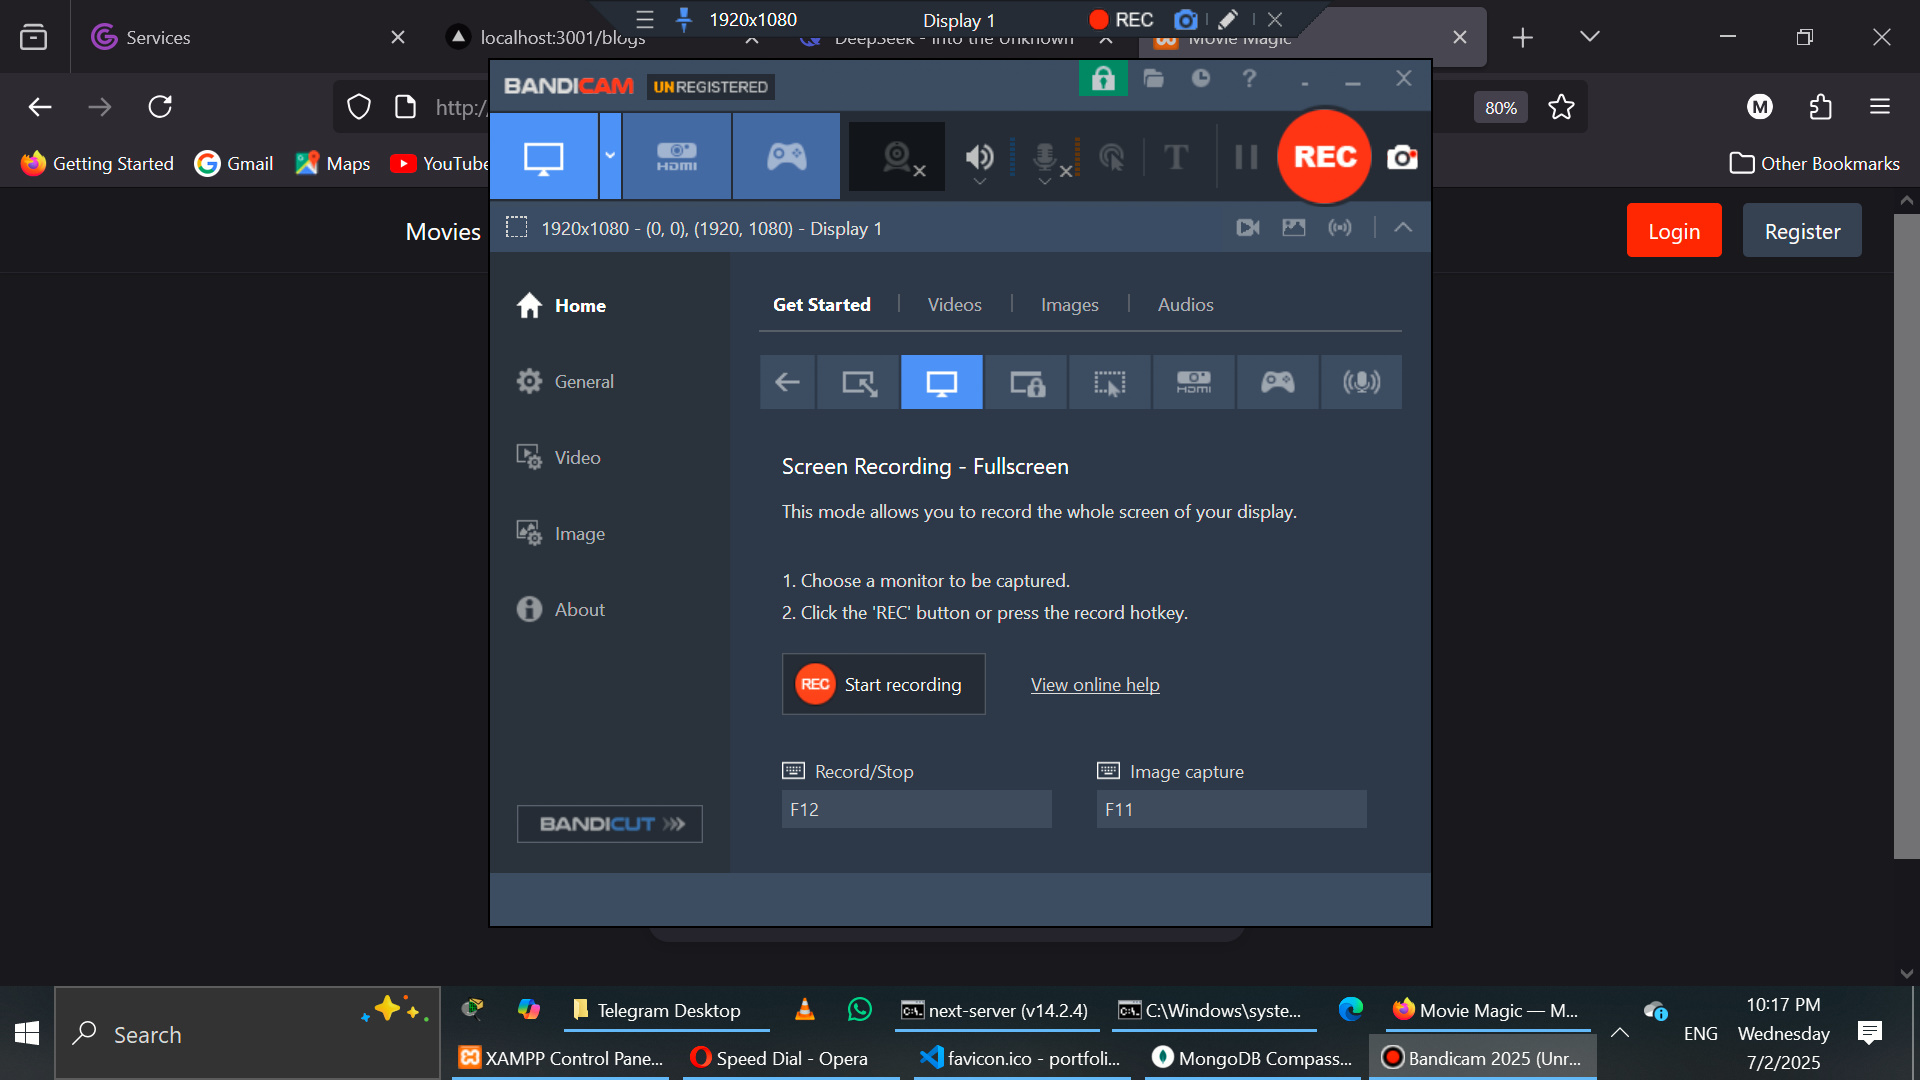 1920x1080
Display 1
REC
Services
localhost:3001/blogs
DeepSeek - Into the Unknown
Movie Magic
BANDICAM
UNREGISTERED
http:/
80%
M
Getting Started
Gmail
Maps
YouTube
HDMI
T
REC
Other Bookmarks
Movies
1920x1080 - (0, 0), (1920, 1080) - Display 1
Login
Register
Home
General
Video
Image
About
Get Started
Videos
Images
Audios
HDMI
Screen Recording - Fullscreen
This mode allows you to record the whole screen of your display.
1. Choose a monitor to be captured.
2. Click the 'REC' button or press the record hotkey.
REC
Start recording
View online help
Record/Stop
Image capture
F12
F11
BANDICUT
Search
Telegram Desktop
next-server (v14.2.4)
C:\Windows\syste...
Movie Magic — M...
XAMPP Control Pane...
Speed Dial - Opera
favicon.ico - portfoli...
MongoDB Compass...
Bandicam 2025 (Unr...
ENG
10:17 PM
Wednesday
7/2/2025